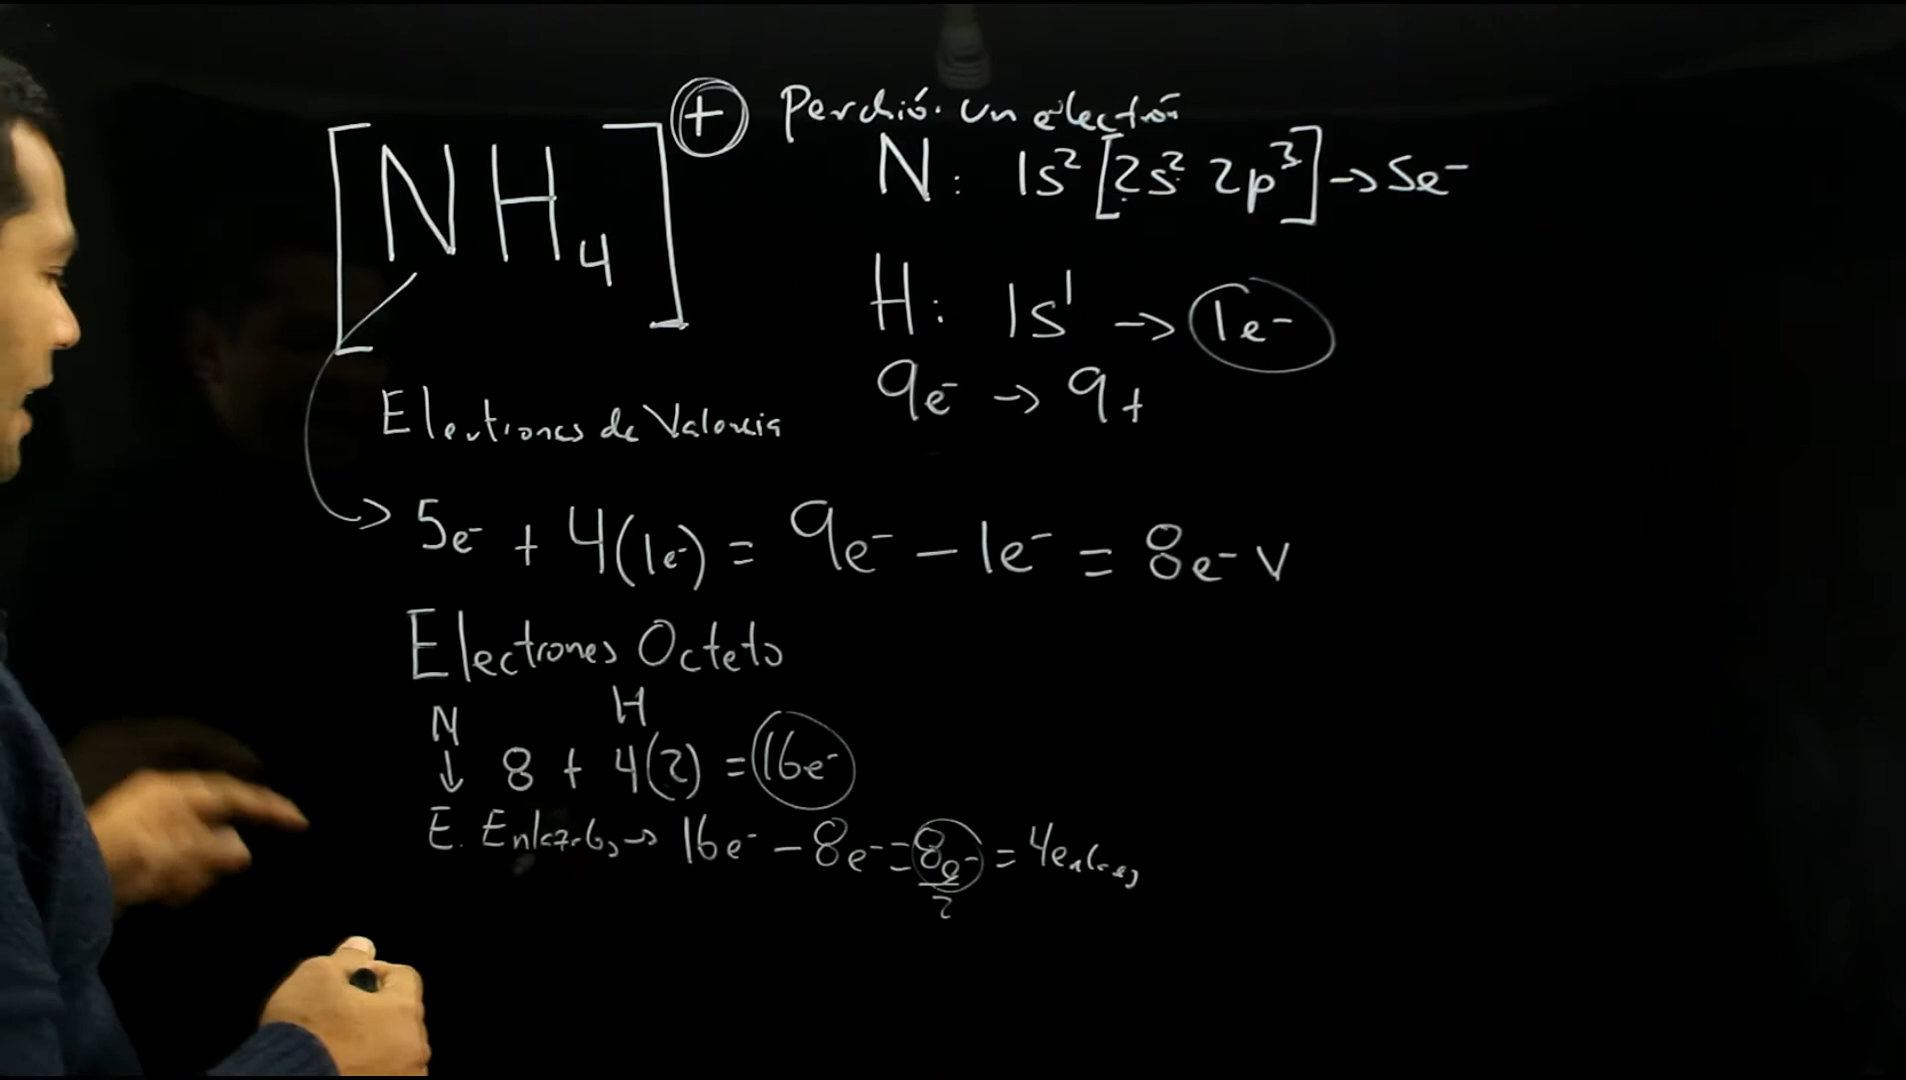 [NH₄]⁺ Perdió un electrón
N: 1s² [2s² 2p³] → 5e⁻
H: 1s¹ → 1e⁻
9e⁻ → 9+
Electrones de Valencia
→ 5e⁻ + 4(1e⁻) = 9e⁻ − 1e⁻ = 8e⁻ V
Electrones Octeto
N H
↓ 8 + 4(2) = 16e⁻
E. Enlazados → 16e⁻ − 8e⁻ = 8e⁻/2 = 4enlaces